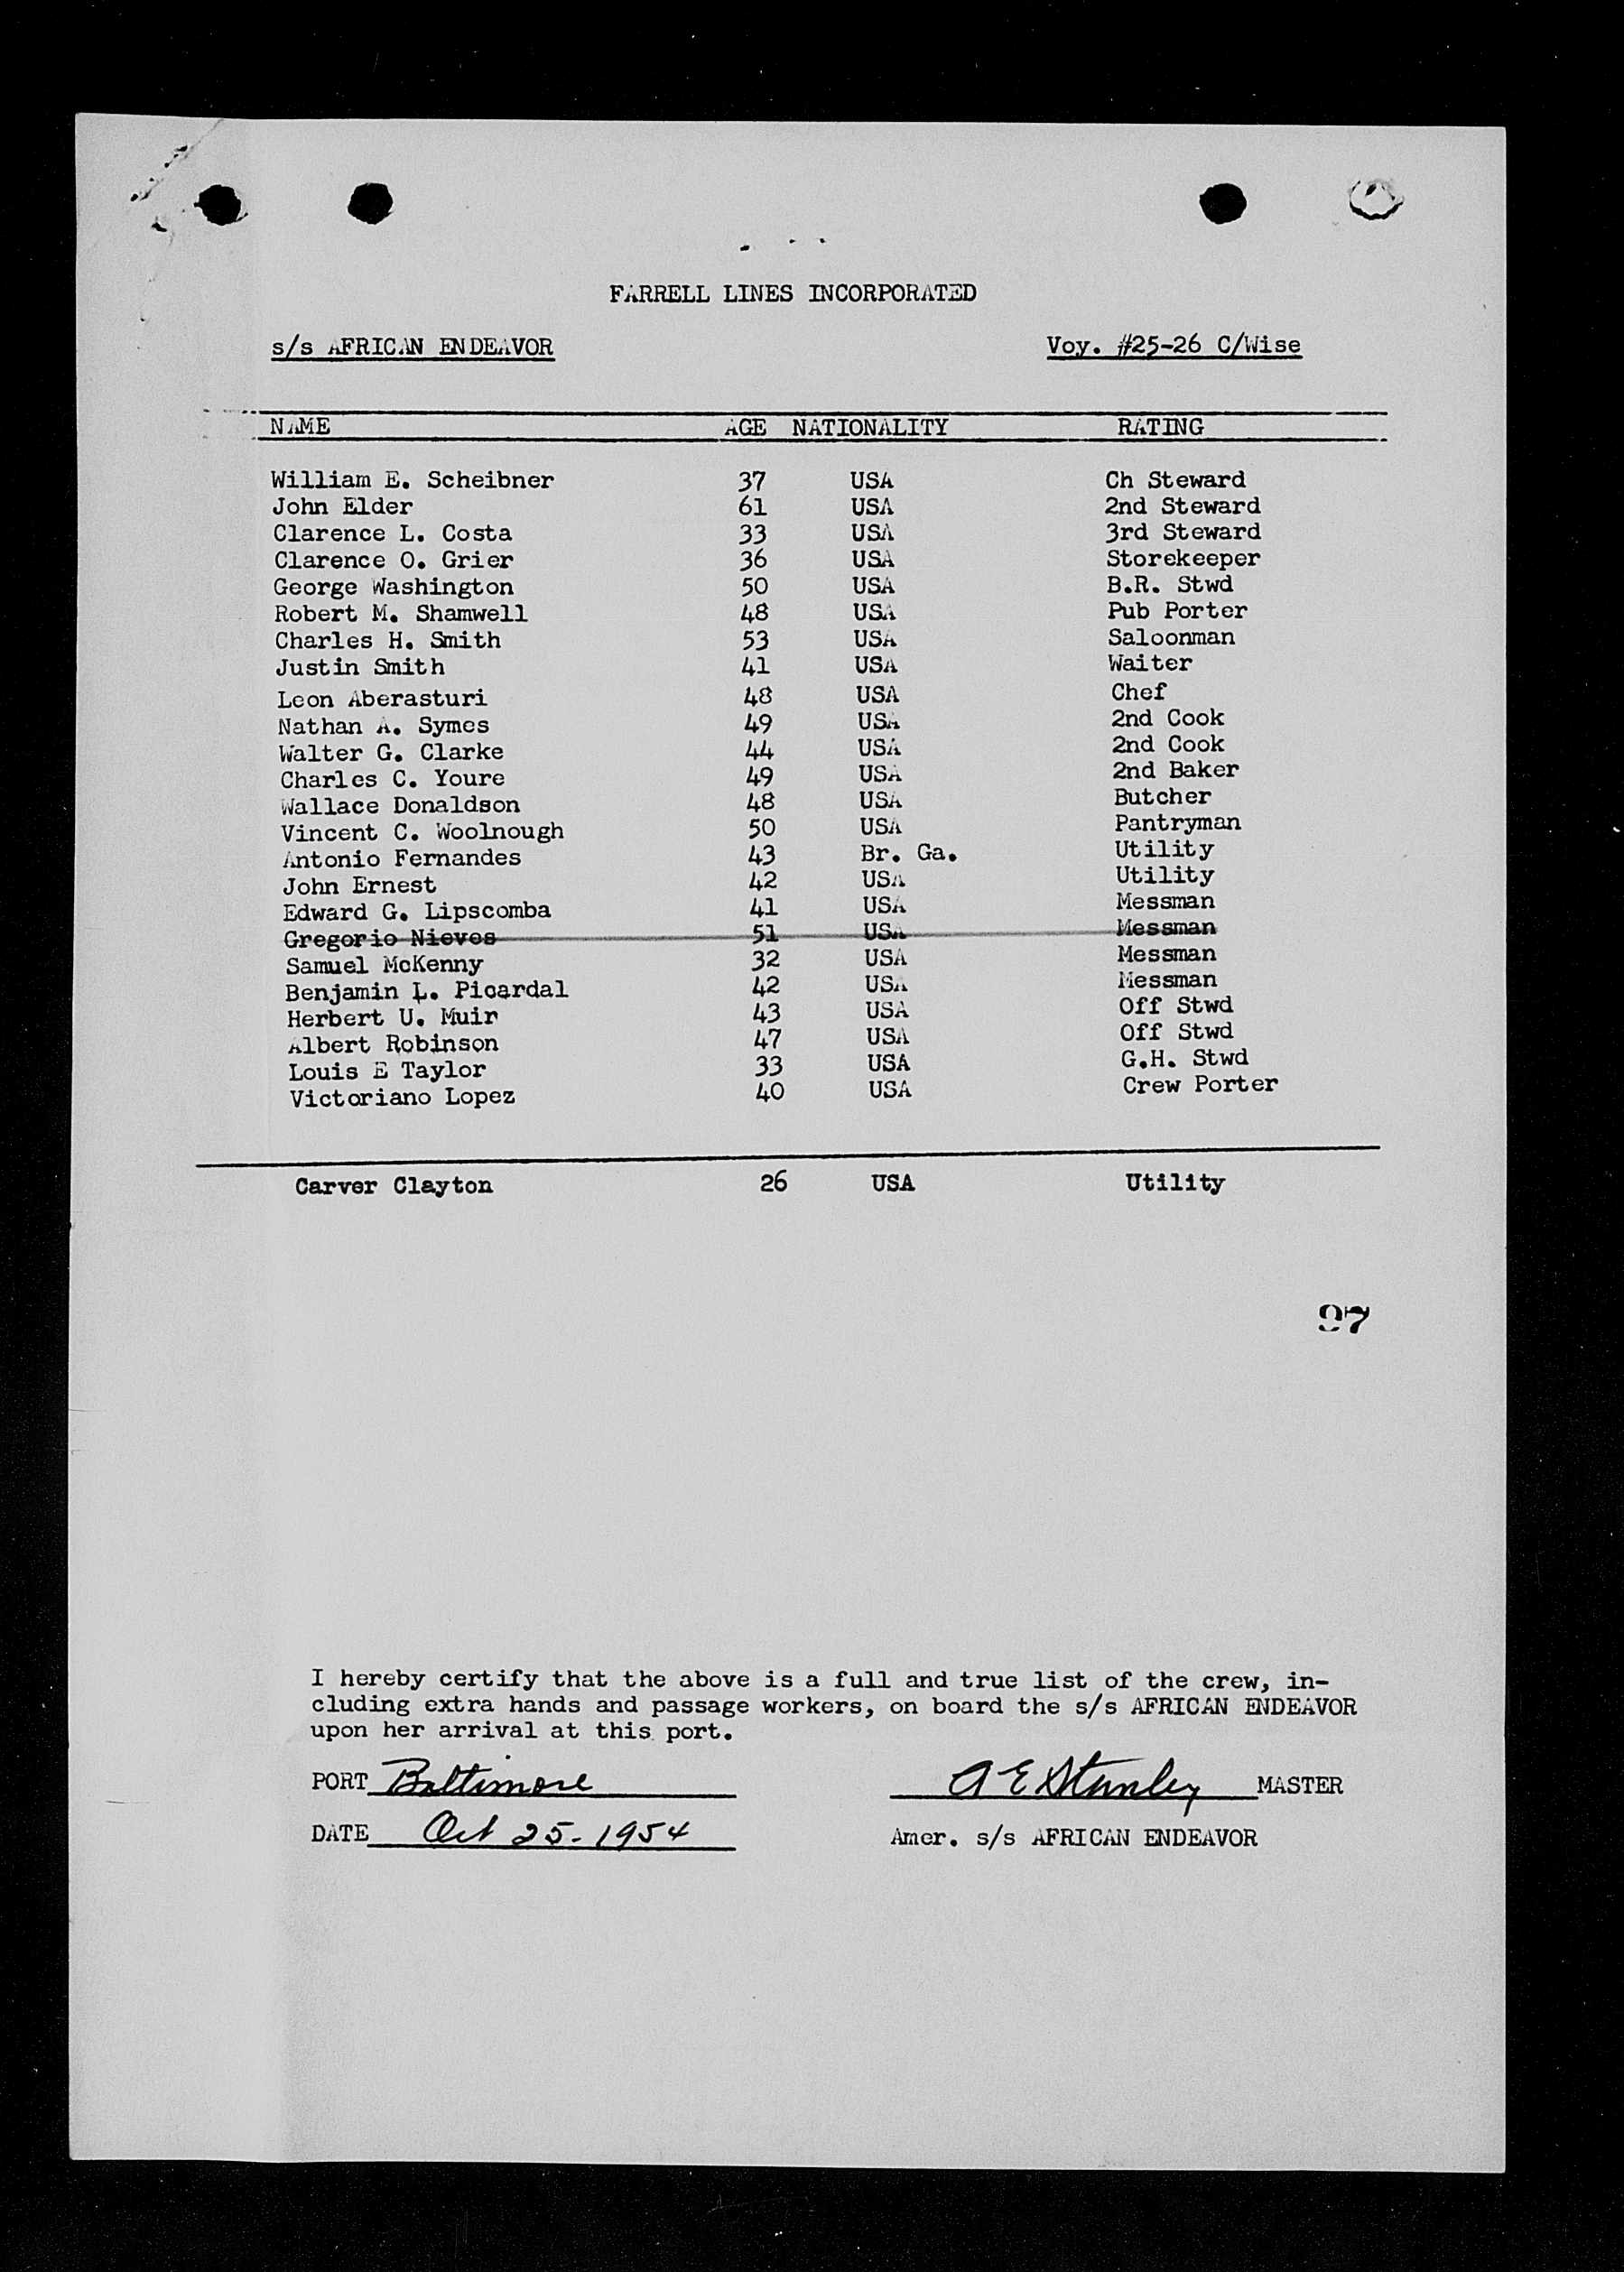 FARRELL LINES INCORPORATED
s/s AFRICAN ENDEAVOR Voy. #25-26 C/Wise
NAME AGE NATIONALITY RATING
William E. Scheibner 37 USA Ch Steward
John Elder 61 USA 2nd Steward
Clarence L. Costa 33 USA 3rd Steward
Clarence O. Grier 36 USA Storekeeper
George Washington 50 USA B.R. Stwd
Robert M. Shamwell 48 USA Pub Porter
Charles H. Smith 53 USA Saloonman
Justin Smith 41 USA Waiter
Leon Aberasturi 48 USA Chef
Nathan A. Symes 49 USA 2nd Cook
Walter G. Clarke 44 USA 2nd Cook
Charles C. Youre 49 USA 2nd Baker
Wallace Donaldson 48 USA Butcher
Vincent C. Woolnough 50 USA Pantryman
Antonio Fernandes 43 Br. Ga. Utility
John Ernest 42 USA Utility
Edward G. Lipscomba 41 USA Messman
Gregorio Nieves 51 USA Messman
Samuel McKenny 32 USA Messman
Benjamin L. Picardal 42 USA Messman
Herbert U. Muir 43 USA Off Stwd
Albert Robinson 47 USA Off Stwd
Louis E Taylor 33 USA G.H. Stwd
Victoriano Lopez 40 USA Crew Porter
Carver Clayton 26 USA Utility
97
I hereby certify that the above is a full and true list of the crew, in-
cluding extra hands and passage workers, on board the s/s AFRICAN ENDEAVOR
upon her arrival at this port.
PORT Baltimore A E Stanley MASTER
DATE Oct 25-1954 Amer. s/s AFRICAN ENDEAVOR